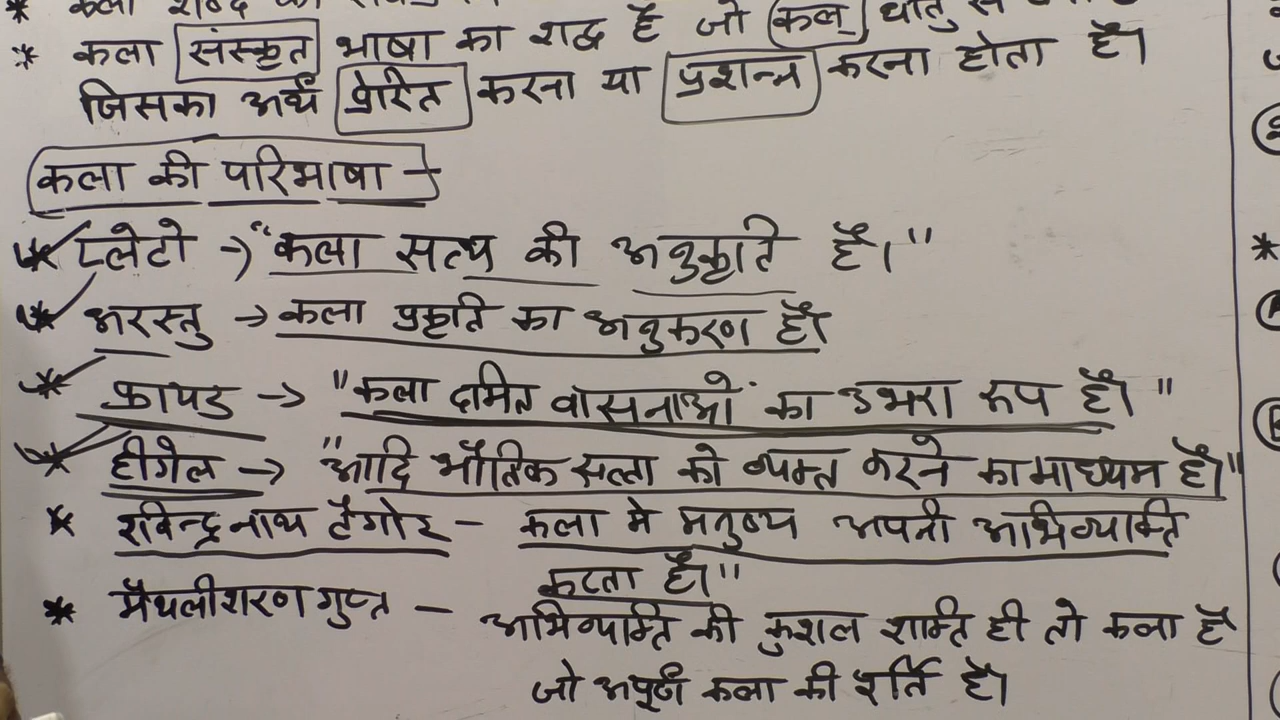 * कला शब्द का
* कला संस्कृत भाषा का शब्द है जो कल् धातु से
जिसका अर्थ प्रेरित करना या प्रशन्न करना होता है।
कला की परिभाषा -
* प्लेटो → "कला सत्य की अनुकृति है।"
* अरस्तु → कला प्रकृति का अनुकरण है।
* फ्रायड → "कला दमित वासनाओं का उभरा रूप है। "
* हीगेल → "आदि भौतिक सत्ता को व्यक्त करने का माध्यम है।"
* रविन्द्र नाथ टैगोर - कला मे मनुष्य अपनी अभिव्यक्ति
करता है।"
* मैथलीशरण गुप्त - अभिव्यक्ति की कुशल शक्ति ही तो कला है
जो अपूर्ण कला की है।